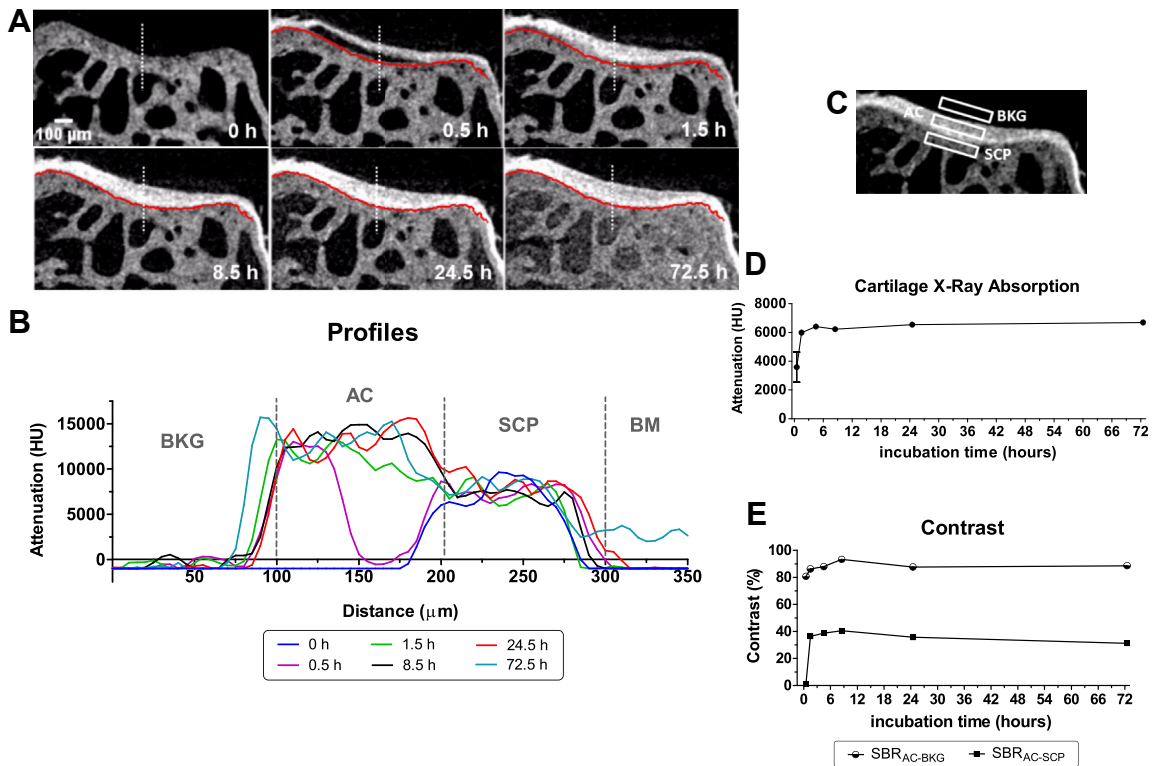 A
100 µm
0 h
0.5 h
1.5 h
8.5 h
24.5 h
72.5 h
B
Profiles
BKG
AC
SCP
BM
Attenuation (HU)
15000
10000
5000
0
50
100
150
200
250
300
350
Distance (µm)
0 h
1.5 h
24.5 h
0.5 h
8.5 h
72.5 h
C
AC
BKG
SCP
D
Cartilage X-Ray Absorption
Attenuation (HU)
8000
6000
4000
2000
0
0 6 12 18 24 30 36 42 48 54 60 66 72
incubation time (hours)
E
Contrast
Contrast (%)
100
80
60
40
20
0
0 6 12 18 24 30 36 42 48 54 60 66 72
incubation time (hours)
SBR AC-BKG
SBR AC-SCP